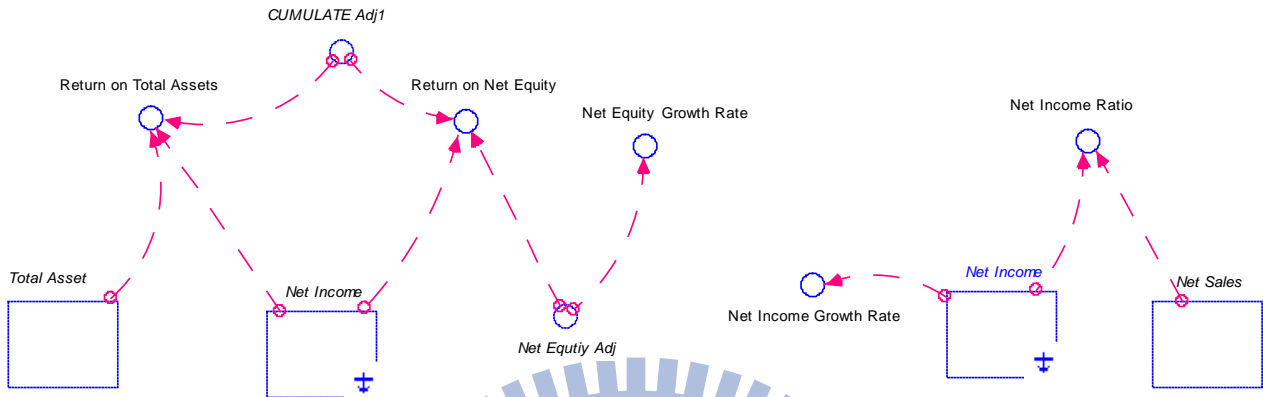 CUMULATE Adj1
Return on Total Assets
Return on Net Equity
Net Equity Growth Rate
Net Income Ratio
Total Asset
Net Income
Net Income
Net Sales
Net Income Growth Rate
Net Equtiy Adj